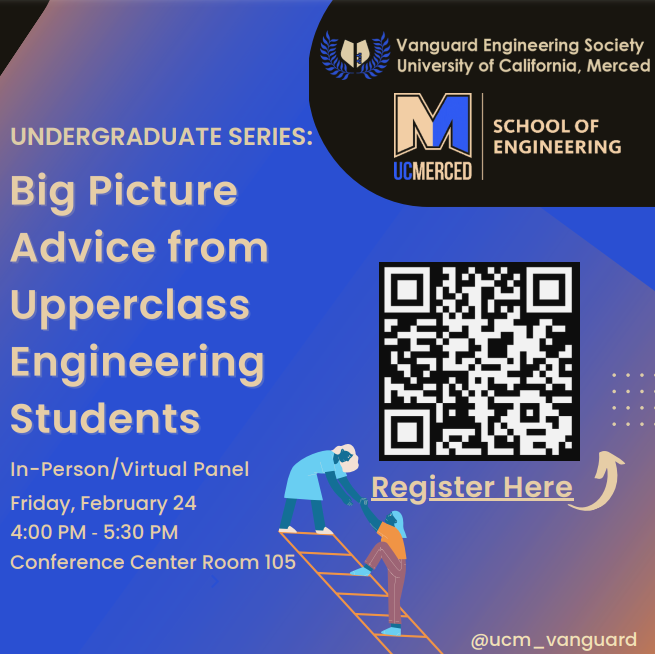 Vanguard Engineering Society
University of California, Merced
M
UCMERCED
SCHOOL OF
ENGINEERING
UNDERGRADUATE SERIES:
Big Picture
Advice from
Upperclass
Engineering
Students
In-Person/Virtual Panel
Friday, February 24
4:00 PM - 5:30 PM
Conference Center Room 105
Register Here
@ucm_vanguard